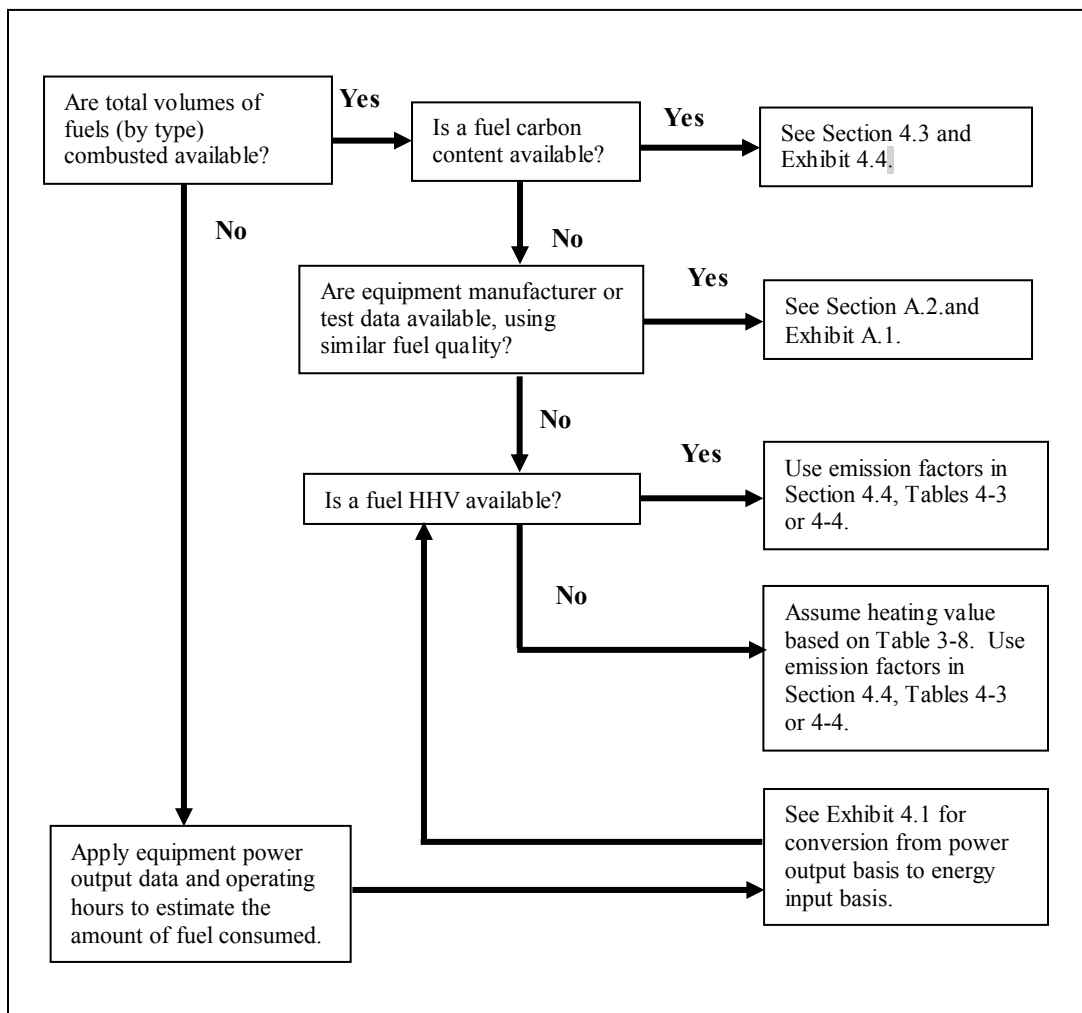 Are total volumes of
fuels (by type)
combusted available?
Yes
Is a fuel carbon
content available?
Yes
See Section 4.3 and
Exhibit 4.4.
No
No
Are equipment manufacturer or
test data available, using
similar fuel quality?
Yes
See Section A.2.and
Exhibit A.1.
No
Is a fuel HHV available?
Yes
Use emission factors in
Section 4.4, Tables 4-3
or 4-4.
No
Assume heating value
based on Table 3-8.  Use
emission factors in
Section 4.4, Tables 4-3
or 4-4.
Apply equipment power
output data and operating
hours to estimate the
amount of fuel consumed.
See Exhibit 4.1 for
conversion from power
output basis to energy
input basis.